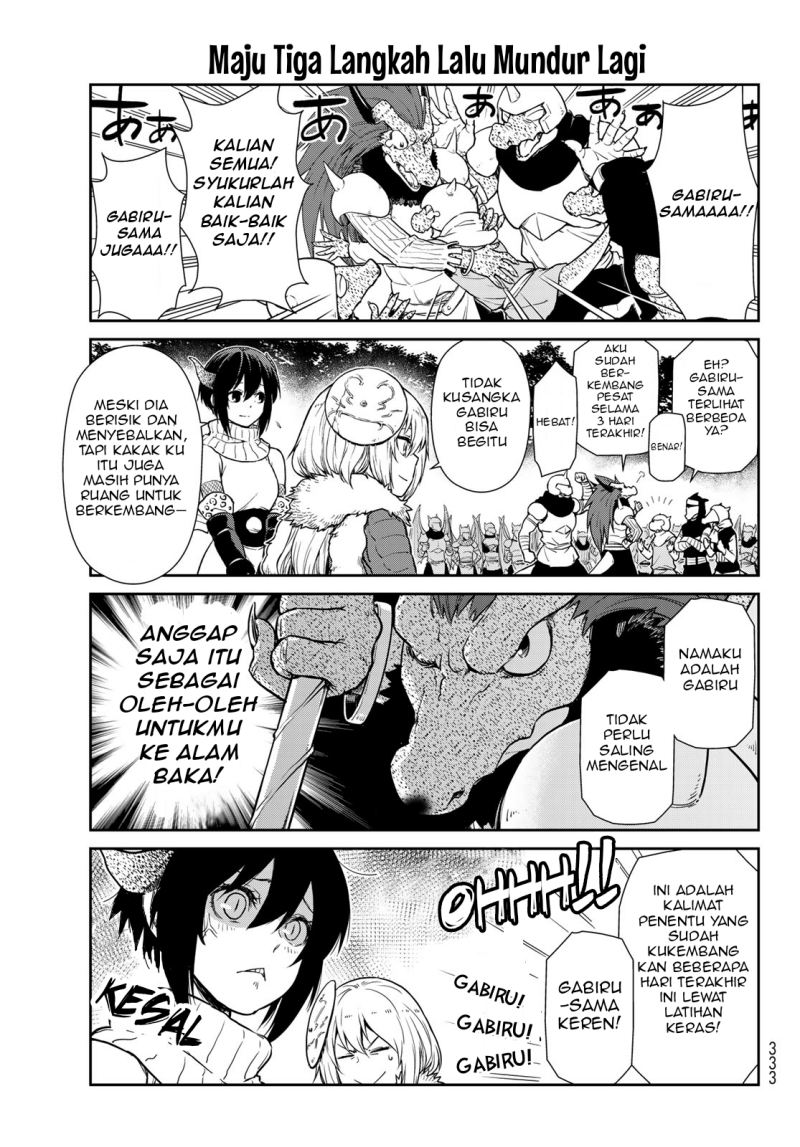 Maju Tiga Langkah Lalu Mundur Lagi
GABIRU-
SAMAAAA!!
KALIAN
SEMUA!
SYUKURLAH
KALIAN
BAIK-BAIK
SAJA!!
GABIRU-
SAMA
JUGAAA!!
あぁ
あ
あ
あぁ
あぁ
EH?
GABIRU-
SAMA
TERLIHAT
BERBEDA
YA?
BENAR!
AKU
SUDAH
BER-
KEMBANG
PESAT
SELAMA
3 HARI
TERAKHIR!
HEBAT!
TIDAK
KUSANGKA
GABIRU
BISA
BEGITU
MESKI DIA
BERISIK DAN
MENYEBALKAN,
TAPI KAKAK KU
ITU JUGA
MASIH PUNYA
RUANG UNTUK
BERKEMBANG—
NAMAKU
ADALAH
GABIRU
TIDAK
PERLU
SALING
MENGENAL
ANGGAP
SAJA ITU
SEBAGAI
OLEH-OLEH
UNTUKMU
KE ALAM
BAKA!
INI ADALAH
KALIMAT
PENENTU YANG
SUDAH
KUKEMBANG
KAN BEBERAPA
HARI TERAKHIR
INI LEWAT
LATIHAN
KERAS!
OHHH!!
GABIRU
-SAMA
KEREN!
GABIRU!
GABIRU!
GABIRU!
KESAL
333